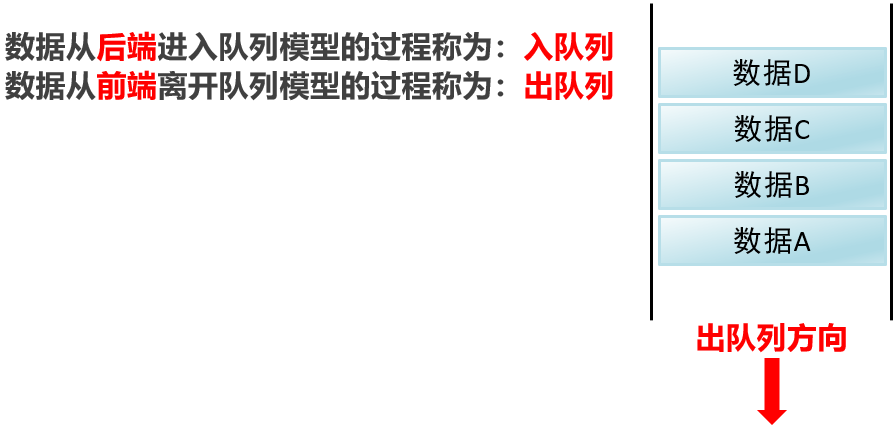 数据从后端进入队列模型的过程称为：入队列
数据从前端离开队列模型的过程称为：出队列
数据D
数据C
数据B
数据A
出队列方向